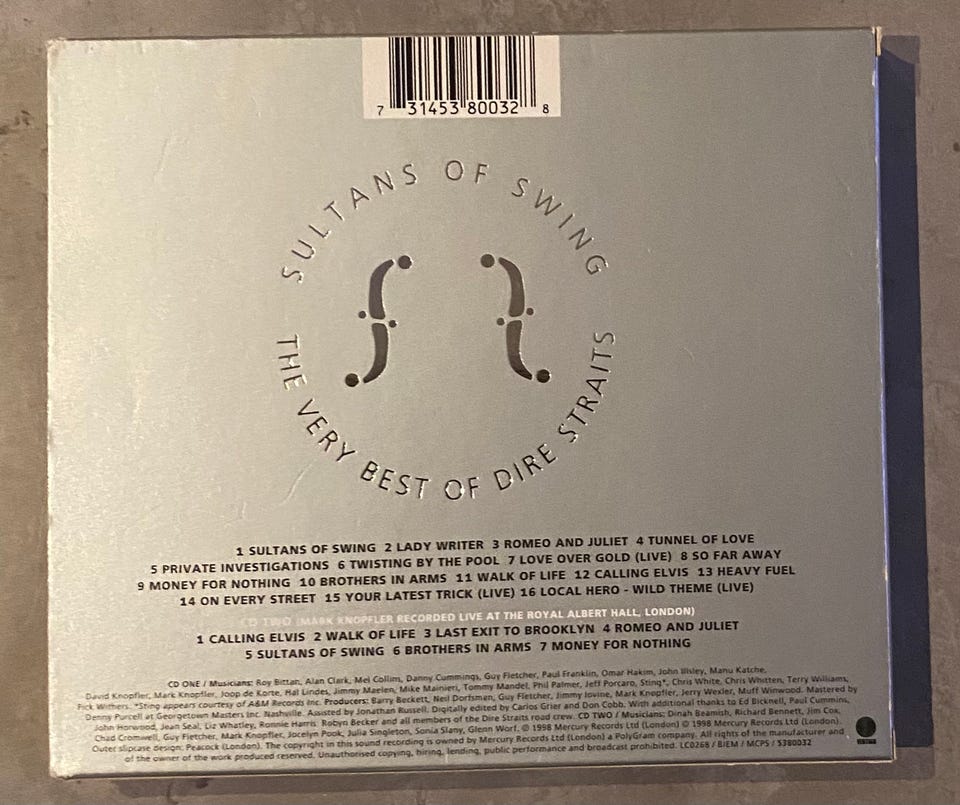 7 31453 80032 8
SULTANS OF SWING
THE VERY BEST OF DIRE STRAITS
1 SULTANS OF SWING 2 LADY WRITER 3 ROMEO AND JULIET 4 TUNNEL OF LOVE
5 PRIVATE INVESTIGATIONS 6 TWISTING BY THE POOL 7 LOVE OVER GOLD (LIVE) 8 SO FAR AWAY
9 MONEY FOR NOTHING 10 BROTHERS IN ARMS 11 WALK OF LIFE 12 CALLING ELVIS 13 HEAVY FUEL
14 ON EVERY STREET 15 YOUR LATEST TRICK (LIVE) 16 LOCAL HERO - WILD THEME (LIVE)
CD TWO (MARK KNOPFLER RECORDED LIVE AT THE ROYAL ALBERT HALL, LONDON)
1 CALLING ELVIS 2 WALK OF LIFE 3 LAST EXIT TO BROOKLYN 4 ROMEO AND JULIET
5 SULTANS OF SWING 6 BROTHERS IN ARMS 7 MONEY FOR NOTHING
CD ONE / Musicians: Roy Bittan, Alan Clark, Mel Collins, Danny Cummings, Guy Fletcher, Paul Franklin, Omar Hakim, John Illsley, Manu Katche,
David Knopfler, Mark Knopfler, Joop de Korte, Hal Lindes, Jimmy Maelen, Mike Mainieri, Tommy Mandel, Phil Palmer, Jeff Porcaro, Sting*, Chris White, Chris Whitten, Terry Williams,
Pick Withers. *Sting appears courtesy of A&M Records Inc. Producers: Barry Beckett, Neil Dorfsman, Guy Fletcher, Jimmy Iovine, Mark Knopfler, Jerry Wexler, Muff Winwood. Mastered by
Denny Purcell at Georgetown Masters Inc. Nashville. Assisted by Jonathan Russell. Digitally edited by Carlos Grier and Don Cobb. With additional thanks to Ed Bicknell, Paul Cummins,
John Horwood, Jean Seal, Liz Whatley, Ronnie Harris, Robyn Becker and all members of the Dire Straits road crew. CD TWO / Musicians: Dinah Beamish, Richard Bennett, Jim Cox,
Chad Cromwell, Guy Fletcher, Mark Knopfler, Jocelyn Pook, Julia Singleton, Sonia Slany, Glenn Worf. ℗ 1998 Mercury Records Ltd (London) © 1998 Mercury Records Ltd (London).
Outer slipcase design: Peacock (London). The copyright in this sound recording is owned by Mercury Records Ltd (London) a PolyGram company. All rights of the manufacturer and
of the owner of the work produced reserved. Unauthorised copying, hiring, lending, public performance and broadcast prohibited. LC0268 / BIEM / MCPS / 5380032